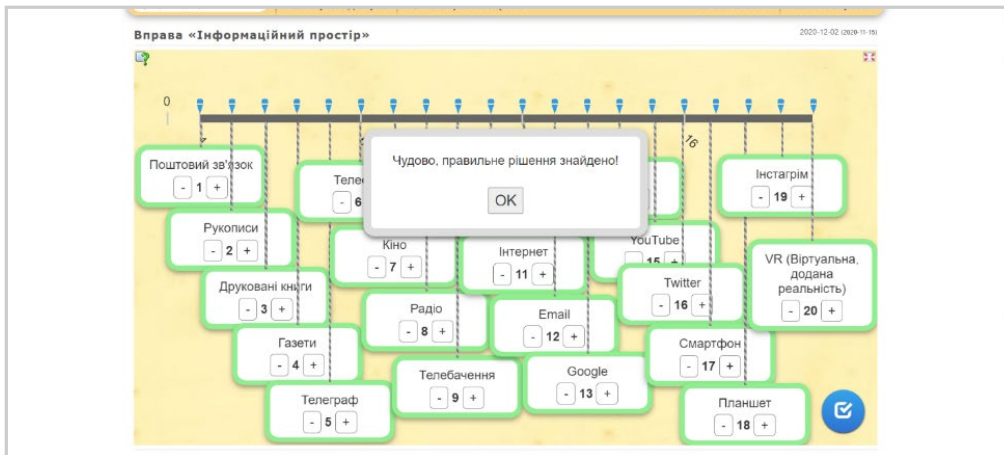 Вправа «Інформаційний простір»
2020-12-02 (2020-11-15)
0
Чудово, правильне рішення знайдено!
OK
16
Поштовий зв'язок
- 1 +
6
Інстаграм
- 19 +
Рукописи
- 2 +
Кіно
- 7 +
Інтернет
- 11 +
YouTube
- 15 +
VR (Віртуальна,
додана
реальність)
- 20 +
Друковані книги
- 3 +
Радіо
- 8 +
Email
- 12 +
Twitter
- 16 +
Газети
- 4 +
Телебачення
- 9 +
Google
- 13 +
Смартфон
- 17 +
Телеграф
- 5 +
Планшет
- 18 +